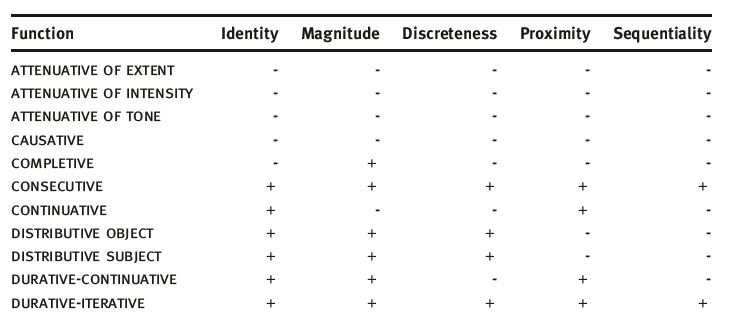 Function Identity Magnitude Discreteness Proximity Sequentiality
ATTENUATIVE OF EXTENT - - - - -
ATTENUATIVE OF INTENSITY - - - - -
ATTENUATIVE OF TONE - - - - -
CAUSATIVE - - - - -
COMPLETIVE - + - - -
CONSECUTIVE + + + + +
CONTINUATIVE + - - + -
DISTRIBUTIVE OBJECT + + + - -
DISTRIBUTIVE SUBJECT + + + - -
DURATIVE-CONTINUATIVE + + - + -
DURATIVE-ITERATIVE + + + + +